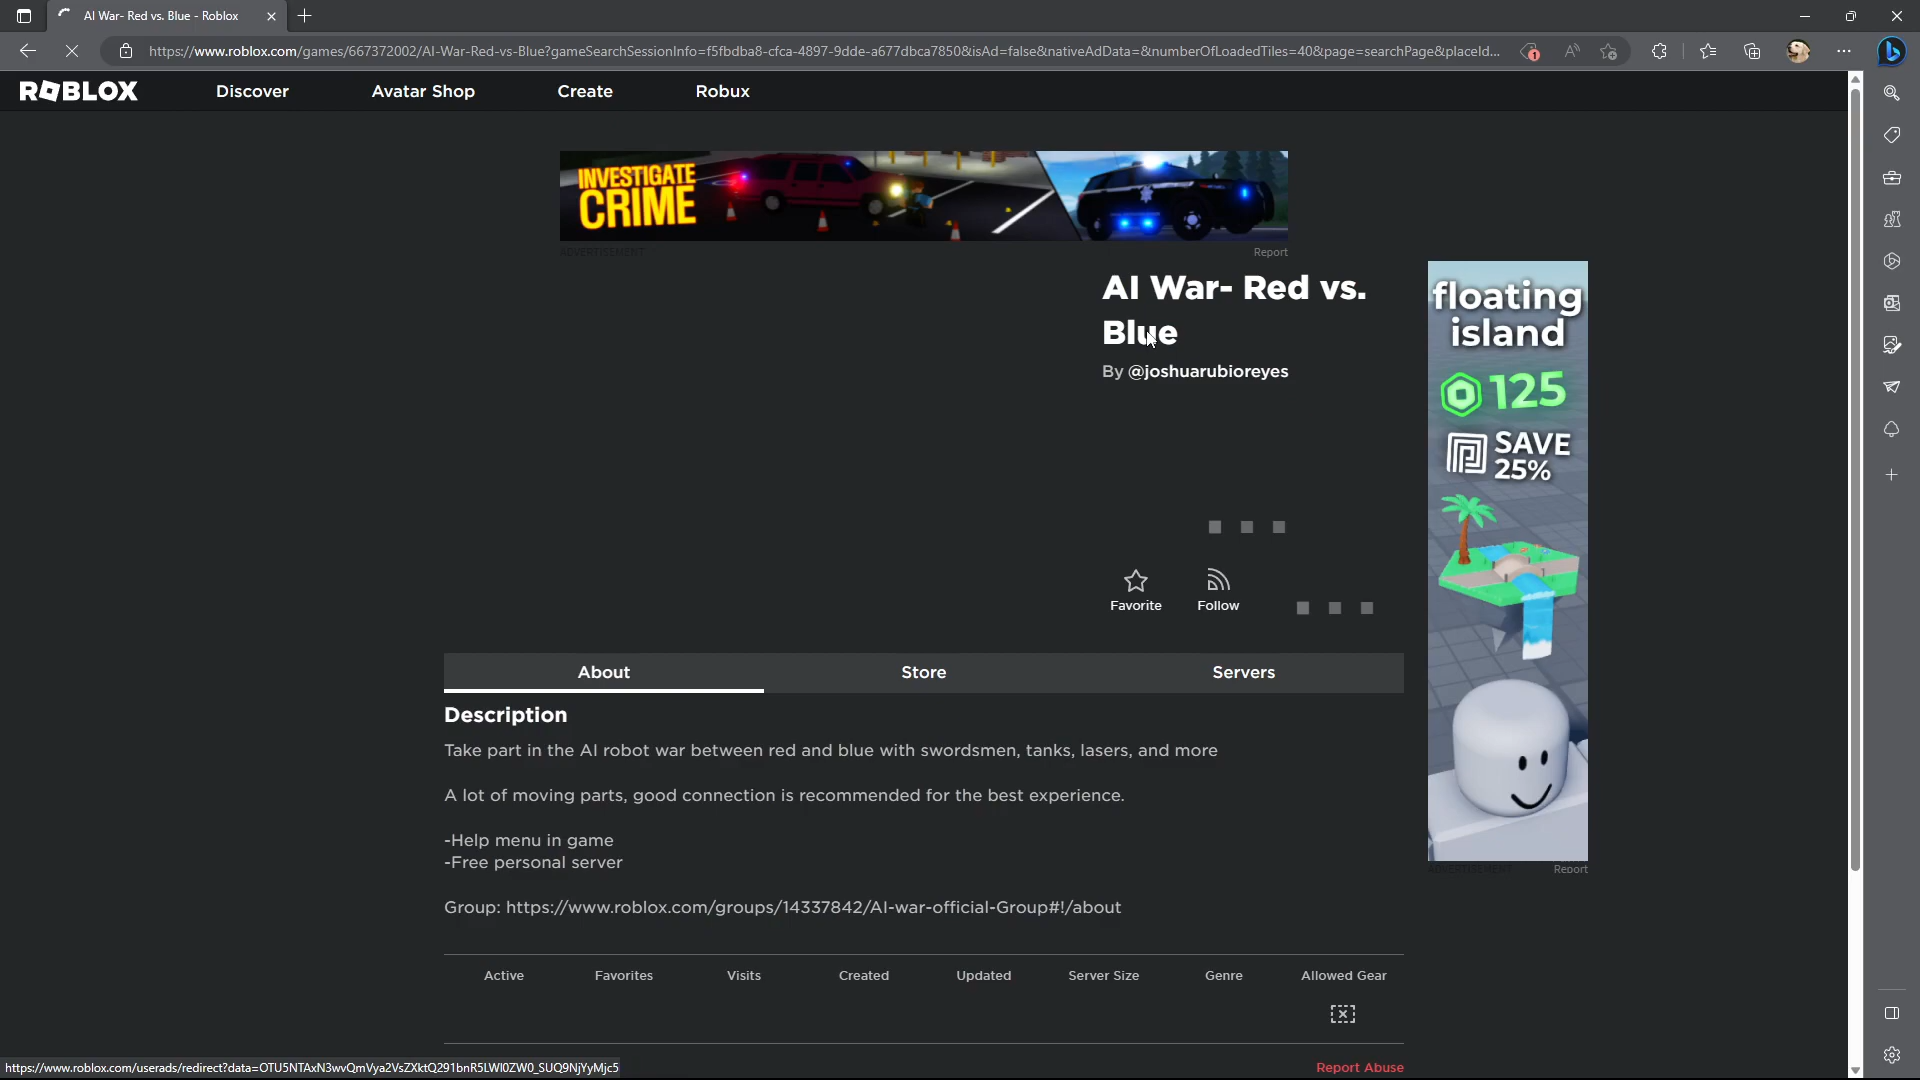 AI War- Red vs. Blue - Roblox
https://www.roblox.com/games/667372002/AI-War-Red-vs-Blue?gameSearchSessionInfo=f5fbdba8-cfca-4897-9dde-a677dbca7850&isAd=false&nativeAdData=&numberOfLoadedTiles=40&page=searchPage&placeId...
1
ROBLOX Discover Avatar Shop Create Robux
INVESTIGATE
CRIME
ADVERTISEMENT Report
AI War- Red vs.
Blue
By @joshuarubioreyes
floating
island
125
SAVE
25%
Favorite Follow
About Store Servers
Description
Take part in the AI robot war between red and blue with swordsmen, tanks, lasers, and more
A lot of moving parts, good connection is recommended for the best experience.
-Help menu in game
-Free personal server
ADVERTISEMENT Report
Group: https://www.roblox.com/groups/14337842/AI-war-official-Group#!/about
Active Favorites Visits Created Updated Server Size Genre Allowed Gear
Report Abuse
https://www.roblox.com/userads/redirect?data=OTU5NTAxN3wvQmVya2VsZXktQ291bnR5LWl0ZW0_SUQ9NjYyMjc5